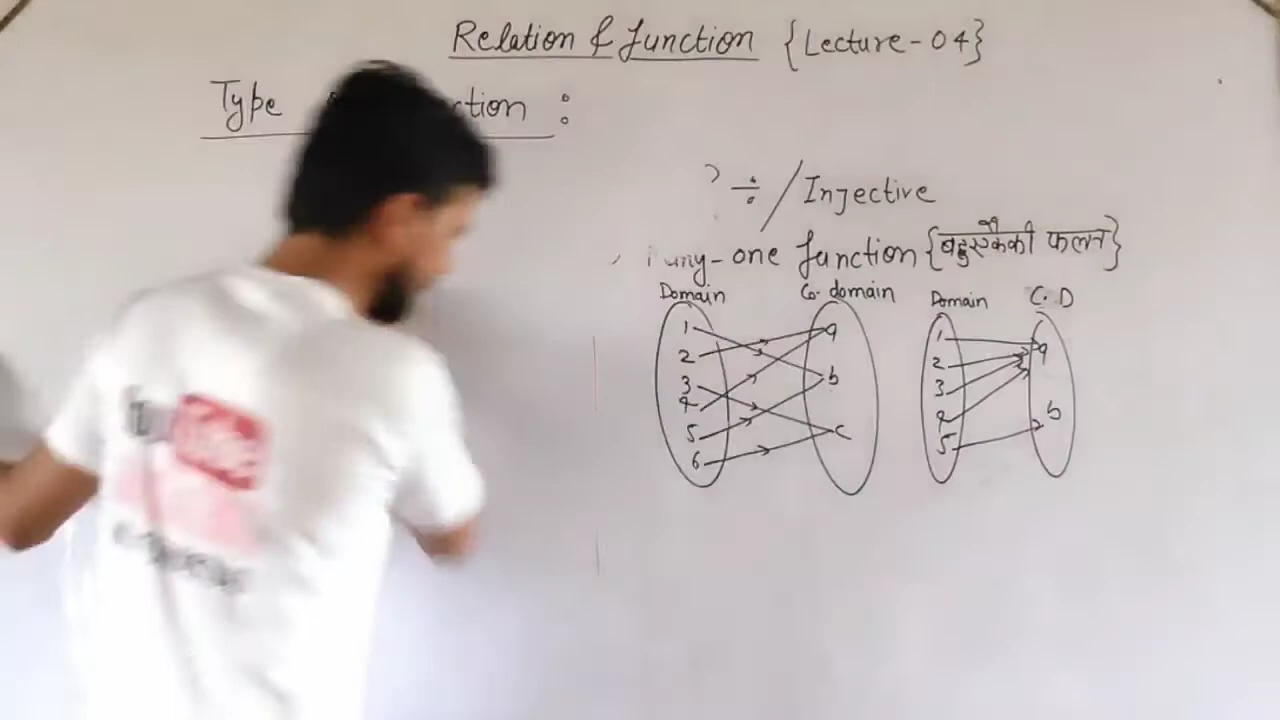 Relation & function {Lecture-04}
Type ction :
÷ / Injective
any-one function {बहुएकैकी फलन}
Domain Co.domain Domain C.D
1 a 1 a
2 2
3 b 3
4 4 b
5 c 5
6